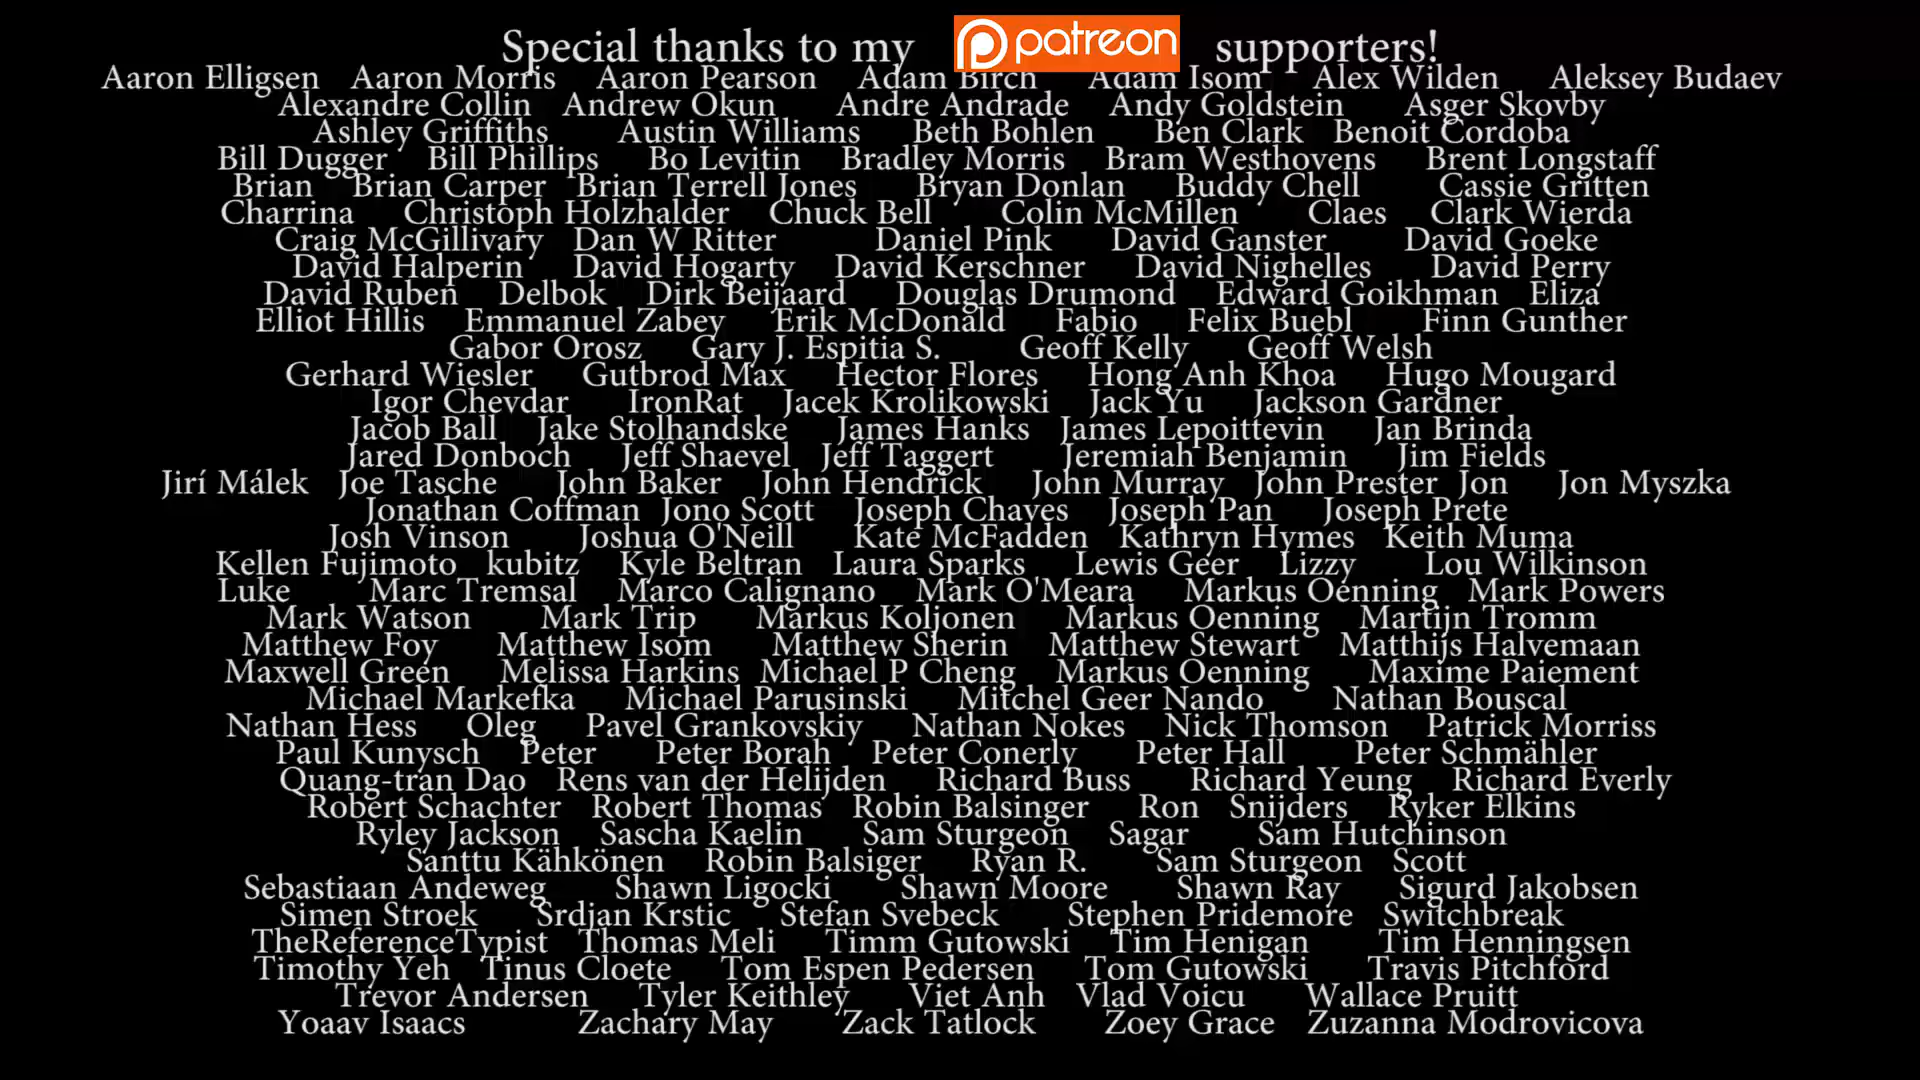 Special thanks to my patreon supporters!
Aaron Elligsen Aaron Morris Aaron Pearson Adam Birch Adam Isom Alex Wilden Aleksey Budaev
Alexandre Collin Andrew Okun Andre Andrade Andy Goldstein Asger Skovby
Ashley Griffiths Austin Williams Beth Bohlen Ben Clark Benoit Cordoba
Bill Dugger Bill Phillips Bo Levitin Bradley Morris Bram Westhovens Brent Longstaff
Brian Brian Carper Brian Terrell Jones Bryan Donlan Buddy Chell Cassie Gritten
Charrina Christoph Holzhalder Chuck Bell Colin McMillen Claes Clark Wierda
Craig McGillivary Dan W Ritter Daniel Pink David Ganster David Goeke
David Halperin David Hogarty David Kerschner David Nighelles David Perry
David Ruben Delbok Dirk Beijaard Douglas Drumond Edward Goikhman Eliza
Elliot Hillis Emmanuel Zabey Erik McDonald Fabio Felix Buebl Finn Gunther
Gabor Orosz Gary J. Espitia S. Geoff Kelly Geoff Welsh
Gerhard Wiesler Gutbrod Max Hector Flores Hong Anh Khoa Hugo Mougard
Igor Chevdar IronRat Jacek Krolikowski Jack Yu Jackson Gardner
Jacob Ball Jake Stolhandske James Hanks James Lepoittevin Jan Brinda
Jared Donboch Jeff Shaevel Jeff Taggert Jeremiah Benjamin Jim Fields
Jirí Málek Joe Tasche John Baker John Hendrick John Murray John Prester Jon Jon Myszka
Jonathan Coffman Jono Scott Joseph Chaves Joseph Pan Joseph Prete
Josh Vinson Joshua O'Neill Kate McFadden Kathryn Hymes Keith Muma
Kellen Fujimoto kubitz Kyle Beltran Laura Sparks Lewis Geer Lizzy Lou Wilkinson
Luke Marc Tremsal Marco Calignano Mark O'Meara Markus Oenning Mark Powers
Mark Watson Mark Trip Markus Koljonen Markus Oenning Martijn Tromm
Matthew Foy Matthew Isom Matthew Sherin Matthew Stewart Matthijs Halvemaan
Maxwell Green Melissa Harkins Michael P Cheng Markus Oenning Maxime Paiement
Michael Markefka Michael Parusinski Mitchel Geer Nando Nathan Bouscal
Nathan Hess Oleg Pavel Grankovskiy Nathan Nokes Nick Thomson Patrick Morriss
Paul Kunysch Peter Peter Borah Peter Conerly Peter Hall Peter Schmähler
Quang-tran Dao Rens van der Helijden Richard Buss Richard Yeung Richard Everly
Robert Schachter Robert Thomas Robin Balsinger Ron Snijders Ryker Elkins
Ryley Jackson Sascha Kaelin Sam Sturgeon Sagar Sam Hutchinson
Santtu Kähkönen Robin Balsiger Ryan R. Sam Sturgeon Scott
Sebastiaan Andeweg Shawn Ligocki Shawn Moore Shawn Ray Sigurd Jakobsen
Simen Stroek Srdjan Krstic Stefan Svebeck Stephen Pridemore Switchbreak
TheReferenceTypist Thomas Meli Timm Gutowski Tim Henigan Tim Henningsen
Timothy Yeh Tinus Cloete Tom Espen Pedersen Tom Gutowski Travis Pitchford
Trevor Andersen Tyler Keithley Viet Anh Vlad Voicu Wallace Pruitt
Yoaav Isaacs Zachary May Zack Tatlock Zoey Grace Zuzanna Modrovicova